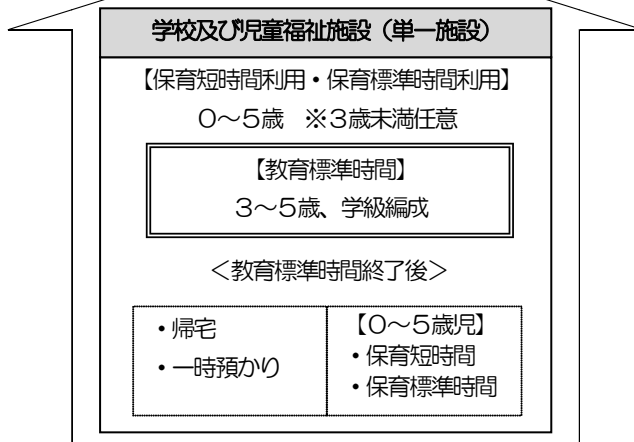 学校及び児童福祉施設（単一施設）
【保育短時間利用・保育標準時間利用】
０～５歳　※３歳未満任意
【教育標準時間】
３～５歳、学級編成
＜教育標準時間終了後＞
・帰宅
・一時預かり
【０～５歳児】
・保育短時間
・保育標準時間